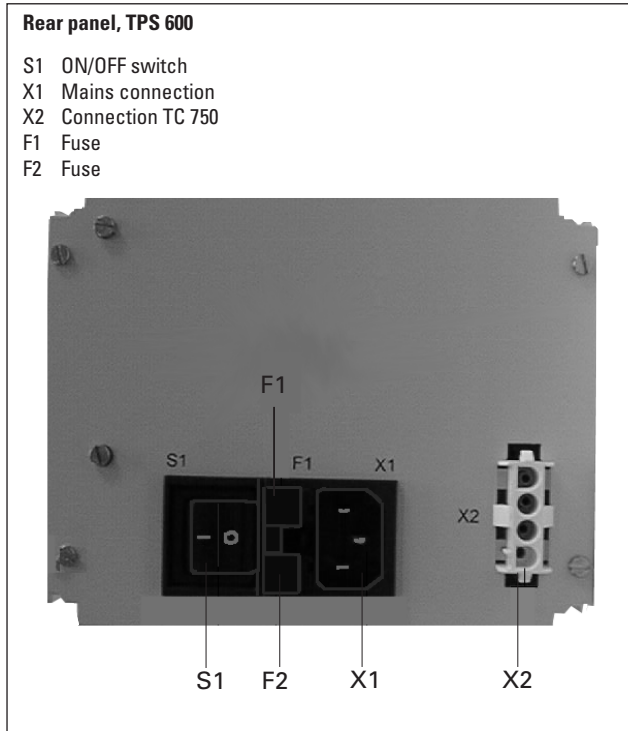 Rear panel, TPS 600
S1 ON/OFF switch
X1 Mains connection
X2 Connection TC 750
F1 Fuse
F2 Fuse
F1
S1 F1 X1
X2
S1 F2 X1 X2